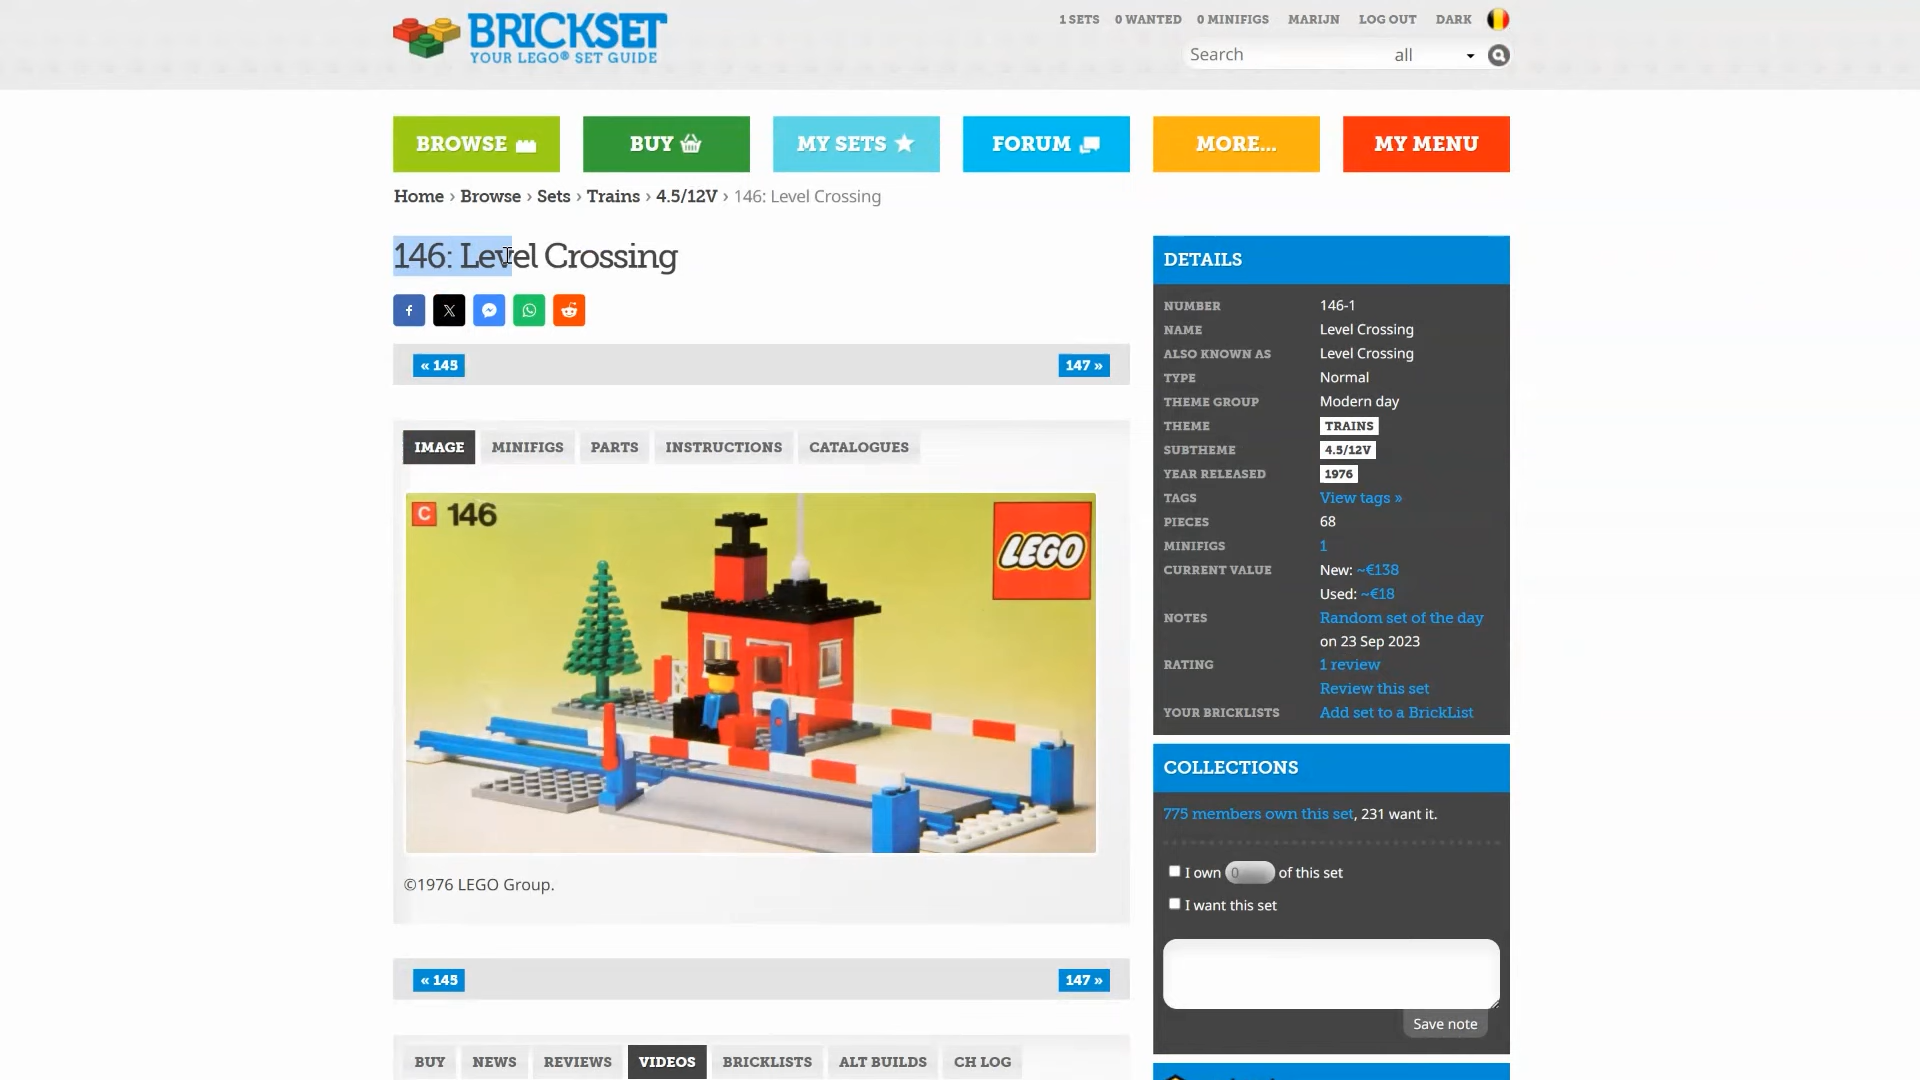 BRICKSET
YOUR LEGO® SET GUIDE
1 SETS 0 WANTED 0 MINIFIGS MARIJN LOG OUT DARK
Search all
BROWSE BUY MY SETS FORUM MORE... MY MENU
Home › Browse › Sets › Trains › 4.5/12V › 146: Level Crossing
146: Level Crossing
« 145 147 »
IMAGE MINIFIGS PARTS INSTRUCTIONS CATALOGUES
C 146
LEGO
©1976 LEGO Group.
« 145 147 »
BUY NEWS REVIEWS VIDEOS BRICKLISTS ALT BUILDS CH LOG
DETAILS
NUMBER 146-1
NAME Level Crossing
ALSO KNOWN AS Level Crossing
TYPE Normal
THEME GROUP Modern day
THEME TRAINS
SUBTHEME 4.5/12V
YEAR RELEASED 1976
TAGS View tags »
PIECES 68
MINIFIGS 1
CURRENT VALUE New: ~€138
Used: ~€18
NOTES Random set of the day
on 23 Sep 2023
RATING 1 review
Review this set
YOUR BRICKLISTS Add set to a BrickList
COLLECTIONS
775 members own this set, 231 want it.
I own 0 of this set
I want this set
Save note